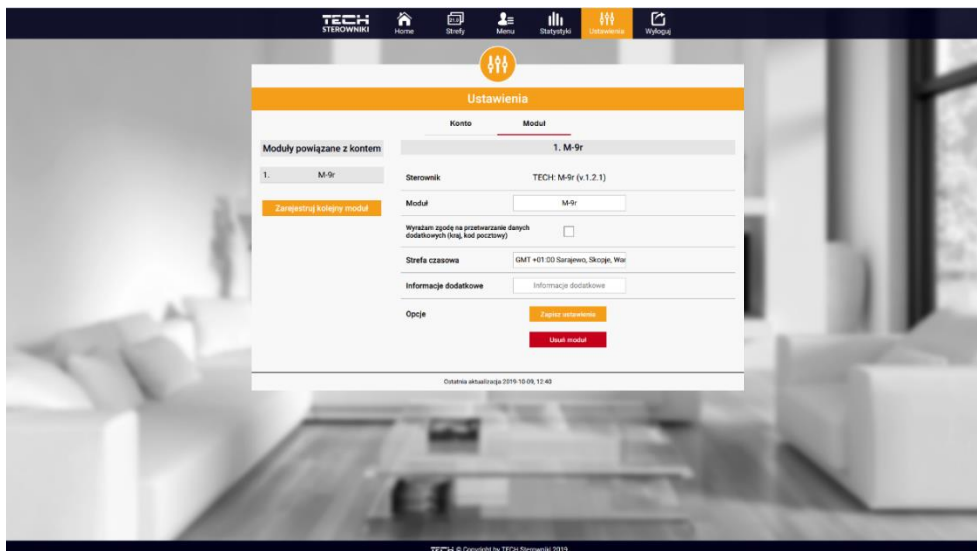 TECH
STEROWNIKI
Home
Strefy
Menu
Statystyki
Ustawienia
Wyloguj
Ustawienia
Konto
Moduł
Moduły powiązane z kontem
1. M-9r
1. M-9r
Sterownik TECH: M-9r (v.1.2.1)
Zarejestruj kolejny moduł
Moduł M-9r
Wyrażam zgodę na przetwarzanie danych
dodatkowych (kraj, kod pocztowy)
Strefa czasowa GMT +01:00 Sarajewo, Skopje, War
Informacje dodatkowe Informacje dodatkowe
Opcje Zapisz ustawienia
Usuń moduł
Ostatnia aktualizacja 2019-10-09, 12:40
TECH © Copyright by TECH Sterowniki 2019